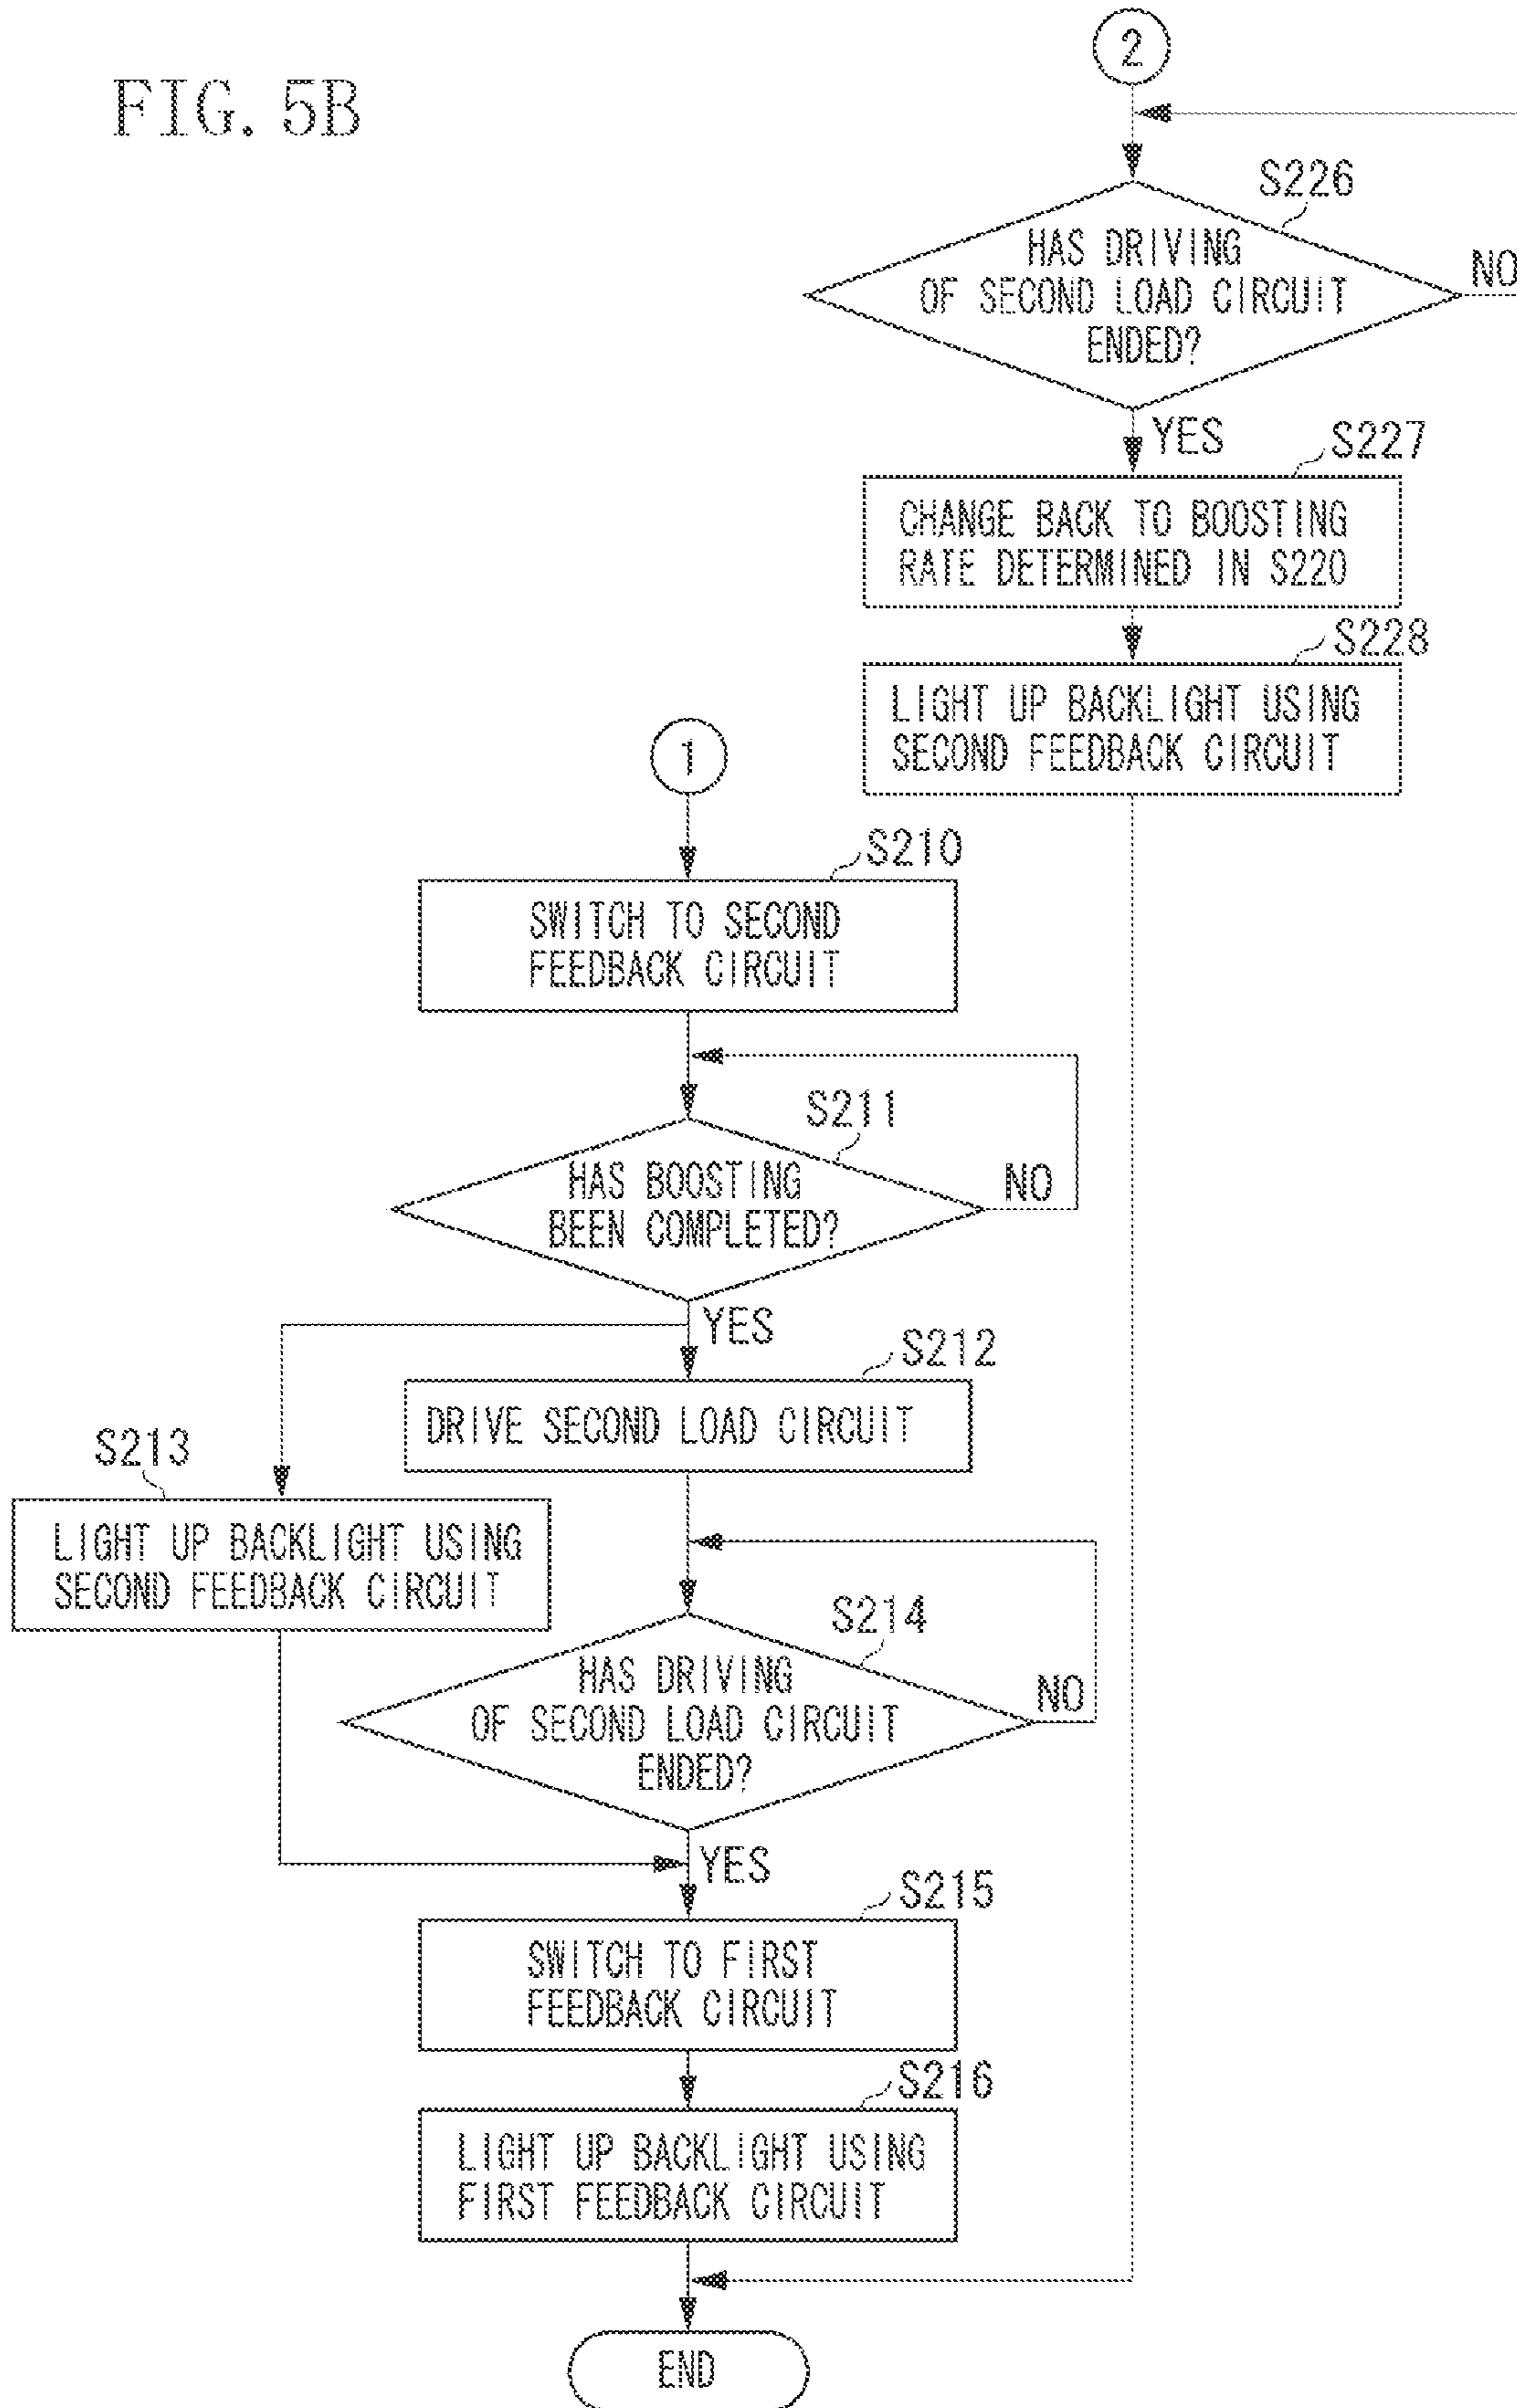 FIG. 5B
2
S226
HAS DRIVING
OF SECOND LOAD CIRCUIT
ENDED?
NO
YES
S227
CHANGE BACK TO BOOSTING
RATE DETERMINED IN S220
S228
LIGHT UP BACKLIGHT USING
SECOND FEEDBACK CIRCUIT
1
S210
SWITCH TO SECOND
FEEDBACK CIRCUIT
S211
HAS BOOSTING
BEEN COMPLETED?
NO
YES
S212
DRIVE SECOND LOAD CIRCUIT
S213
LIGHT UP BACKLIGHT USING
SECOND FEEDBACK CIRCUIT
S214
HAS DRIVING
OF SECOND LOAD CIRCUIT
ENDED?
NO
YES
S215
SWITCH TO FIRST
FEEDBACK CIRCUIT
S216
LIGHT UP BACKLIGHT USING
FIRST FEEDBACK CIRCUIT
END